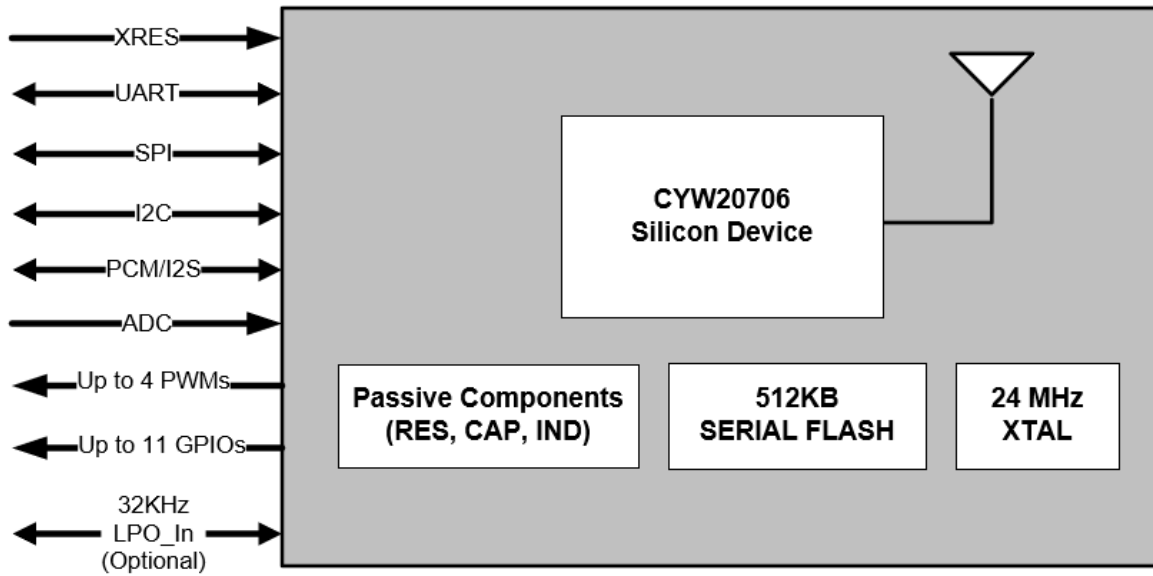 XRES
UART
SPI
I2C
PCM/I2S
ADC
Up to 4 PWMs
Up to 11 GPIOs
32KHz
LPO_In
(Optional)
CYW20706
Silicon Device
Passive Components
(RES, CAP, IND)
512KB
SERIAL FLASH
24 MHz
XTAL